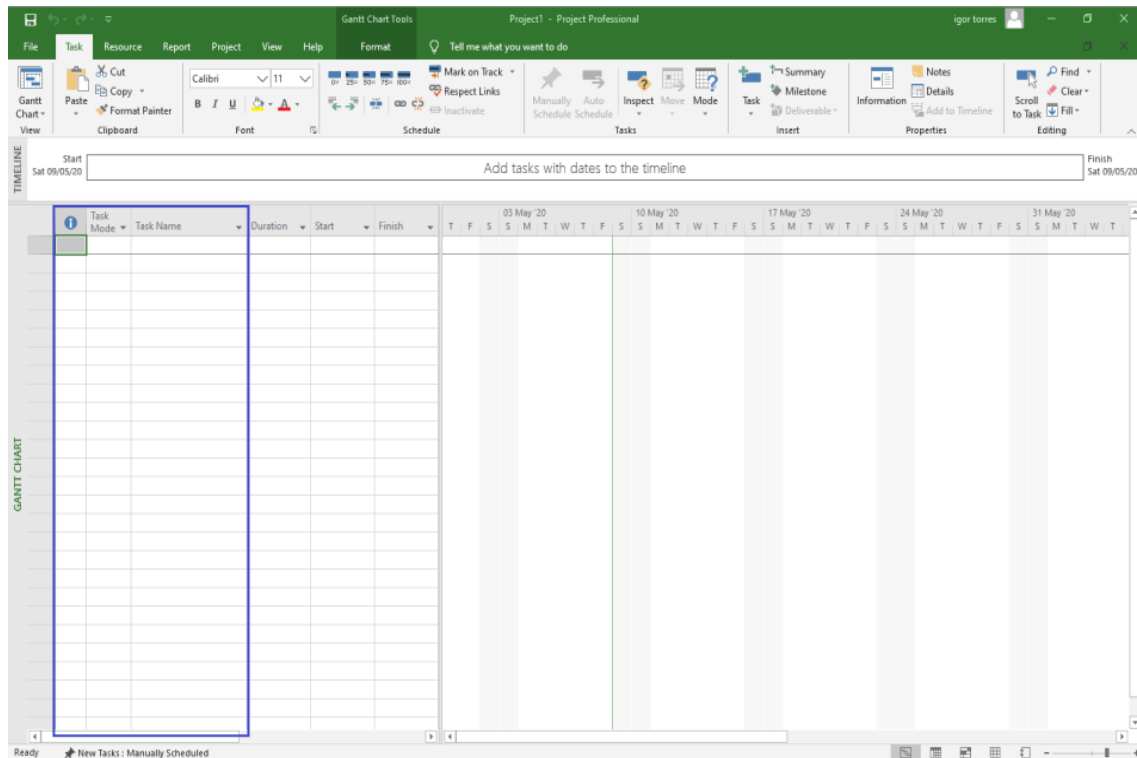 Gantt Chart Tools Project1 - Project Professional igor torres
File Task Resource Report Project View Help Format Tell me what you want to do
Gantt Chart
View
Paste
Cut
Copy
Format Painter
Clipboard
Calibri 11
B I U A
Font
0% 25% 50% 75% 100%
Mark on Track
Respect Links
Inactivate
Schedule
Manually Schedule
Auto Schedule
Inspect
Move
Mode
Tasks
Task
Summary
Milestone
Deliverable
Insert
Information
Notes
Details
Add to Timeline
Properties
Scroll to Task
Find
Clear
Fill
Editing
TIMELINE
Start
Sat 09/05/20
Add tasks with dates to the timeline
Finish
Sat 09/05/20
Task Mode
Task Name
Duration
Start
Finish
03 May '20 10 May '20 17 May '20 24 May '20 31 May '20
T F S S M T W T F S S M T W T F S S M T W T F S S M T W T F S S M T W T
GANTT CHART
Ready New Tasks : Manually Scheduled